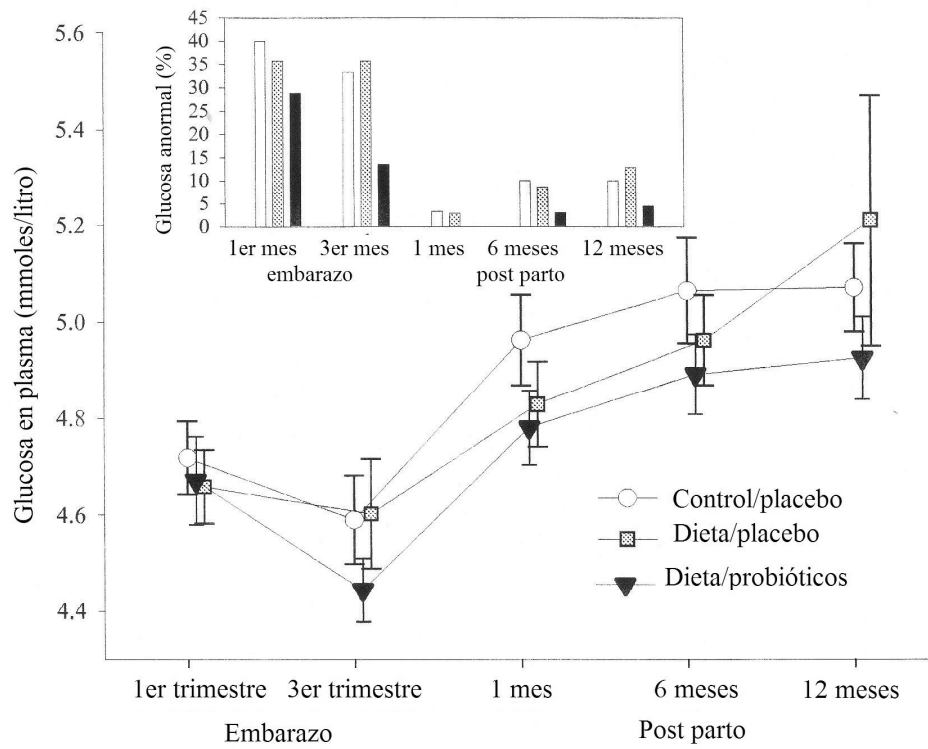 5.6
5.4
5.2
5.0
4.8
4.6
4.4
Glucosa en plasma (mmoles/litro)
45
40
35
30
25
20
15
10
5
0
Glucosa anormal (%)
1er mes 3er mes 1 mes 6 meses 12 meses
embarazo post parto
Control/placebo
Dieta/placebo
Dieta/probióticos
1er trimestre 3er trimestre 1 mes 6 meses 12 meses
Embarazo Post parto